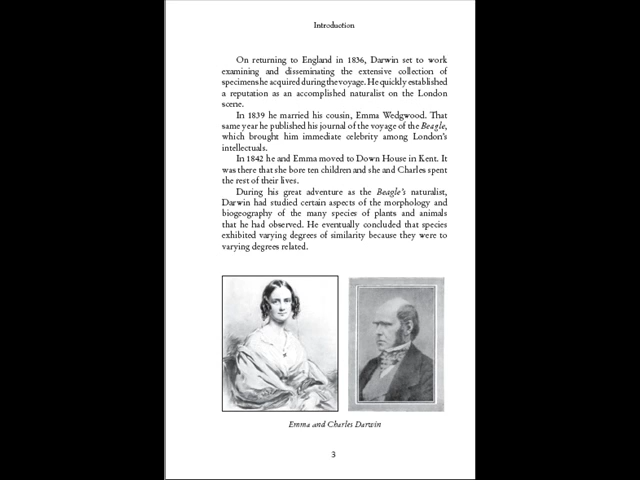 Introduction
On returning to England in 1836, Darwin set to work
examining and disseminating the extensive collection of
specimens he acquired during the voyage. He quickly established
a reputation as an accomplished naturalist on the London
scene.
In 1839 he married his cousin, Emma Wedgwood. That
same year he published his journal of the voyage of the Beagle,
which brought him immediate celebrity among London's
intellectuals.
In 1842 he and Emma moved to Down House in Kent. It
was there that she bore ten children and she and Charles spent
the rest of their lives.
During his great adventure as the Beagle's naturalist,
Darwin had studied certain aspects of the morphology and
biogeography of the many species of plants and animals
that he had observed. He eventually concluded that species
exhibited varying degrees of similarity because they were to
varying degrees related.
Emma and Charles Darwin
3